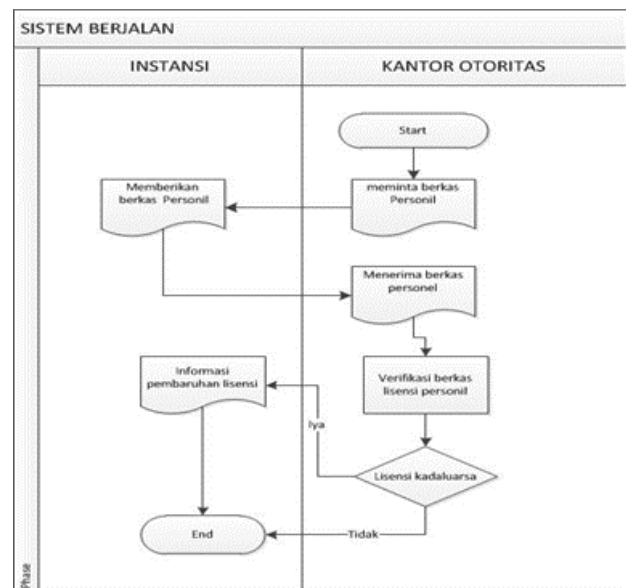 SISTEM BERJALAN
INSTANSI
KANTOR OTORITAS
Start
Memberikan
berkas Personil
meminta berkas
Personil
Menerima berkas
personel
Informasi
pembaruhan lisensi
Verifikasi berkas
lisensi personil
Iya
Lisensi kadaluarsa
End
Tidak
Phase